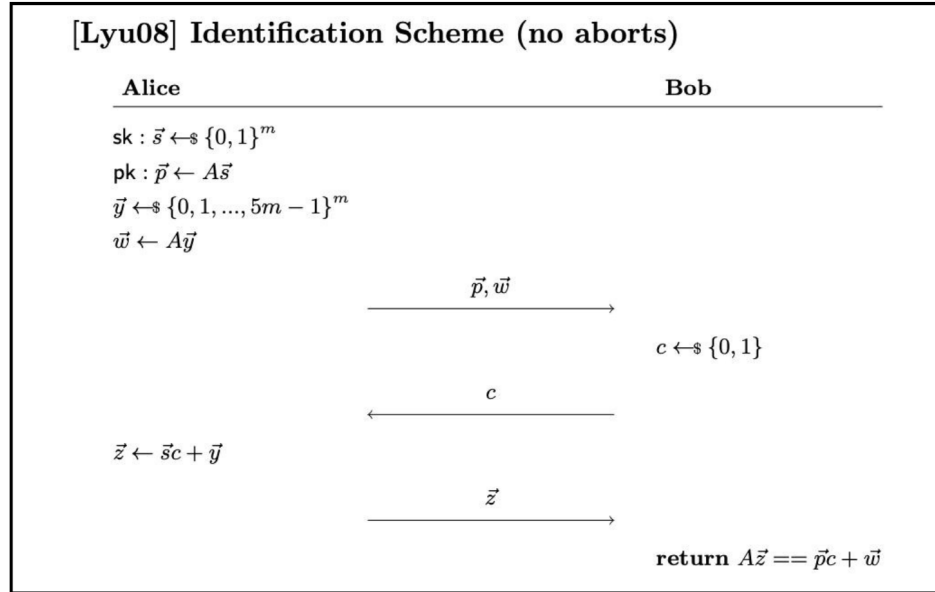 [Lyu08] Identification Scheme (no aborts)
Alice Bob
sk : s⃗ ←$ {0, 1}^m
pk : p⃗ ← As⃗
y⃗ ←$ {0, 1, ..., 5m − 1}^m
w⃗ ← Ay⃗
p⃗, w⃗
c ←$ {0, 1}
c
z⃗ ← s⃗c + y⃗
z⃗
return Az⃗ == p⃗c + w⃗